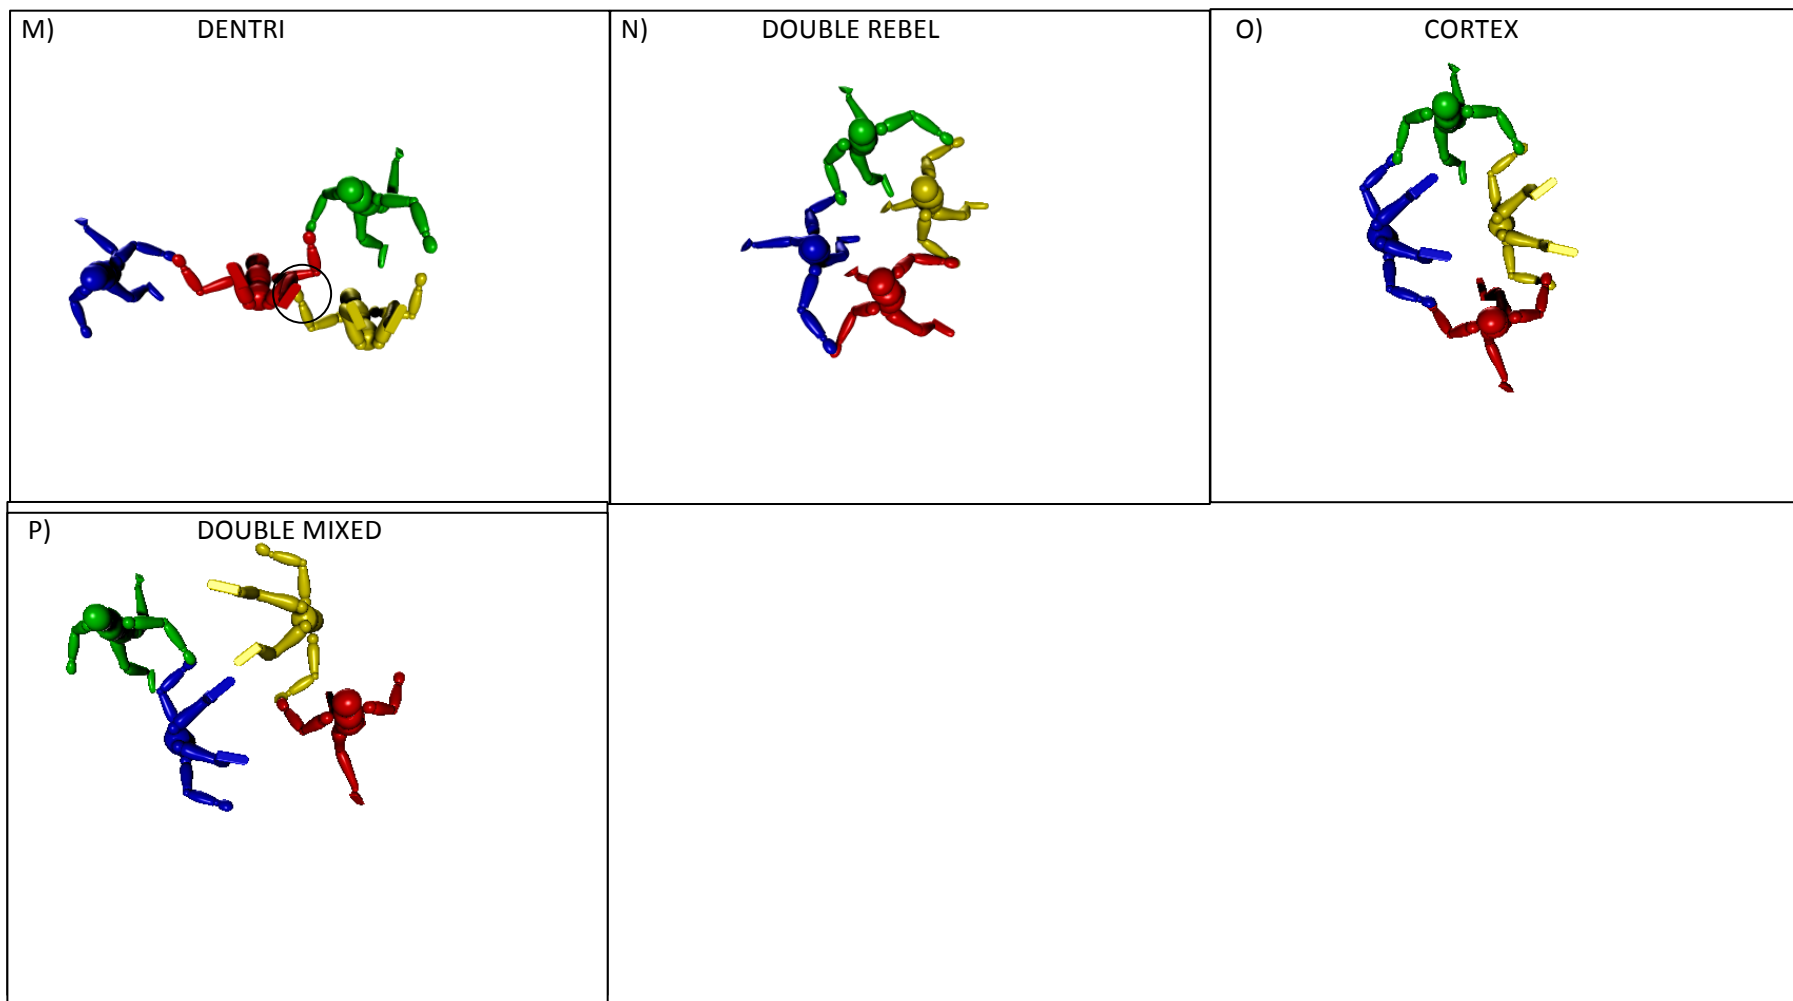 M) DENTRI
N) DOUBLE REBEL
O) CORTEX
P) DOUBLE MIXED